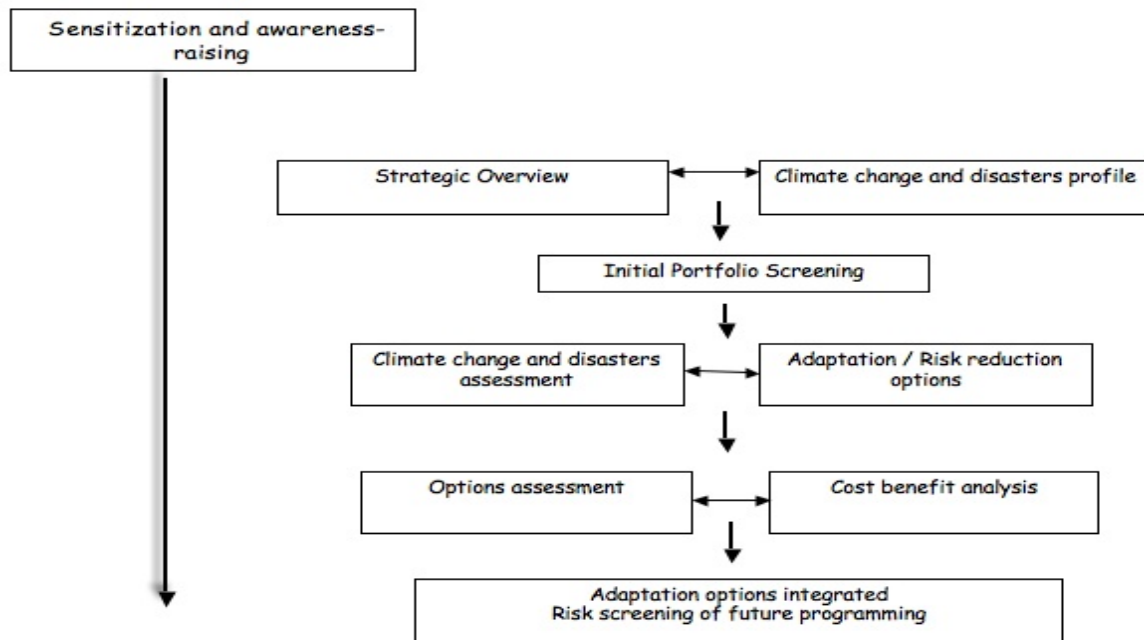 Sensitization and awareness-
raising
Strategic Overview
Climate change and disasters profile
Initial Portfolio Screening
Climate change and disasters
assessment
Adaptation / Risk reduction
options
Options assessment
Cost benefit analysis
Adaptation options integrated
Risk screening of future programming